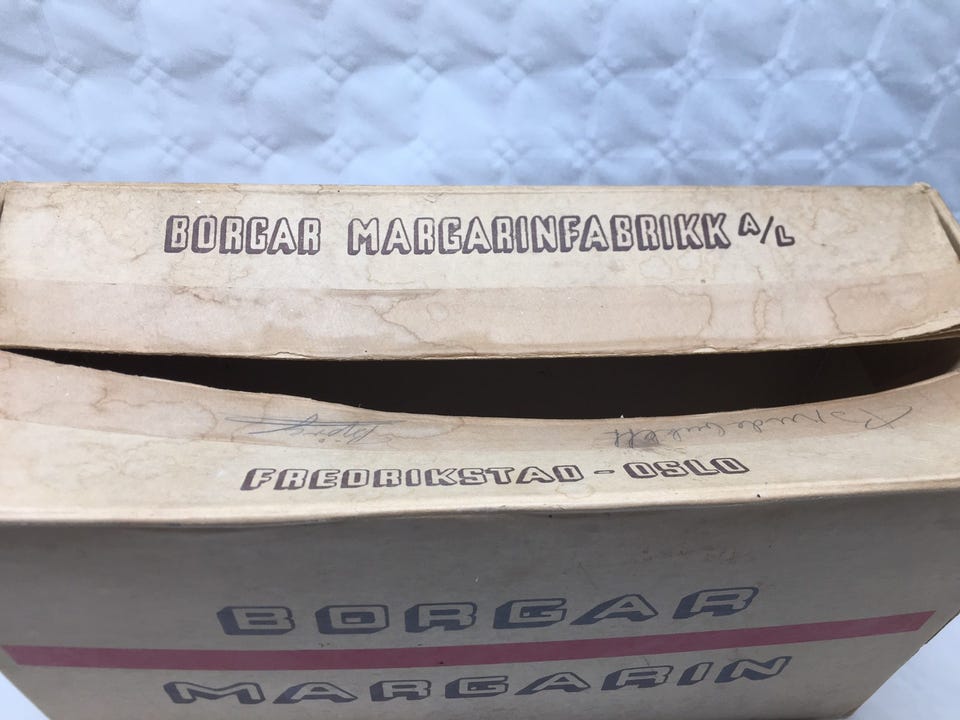 BORGAR MARGARINFABRIKK A/L
FREDRIKSTAD - OSLO
BORGAR
MARGARIN